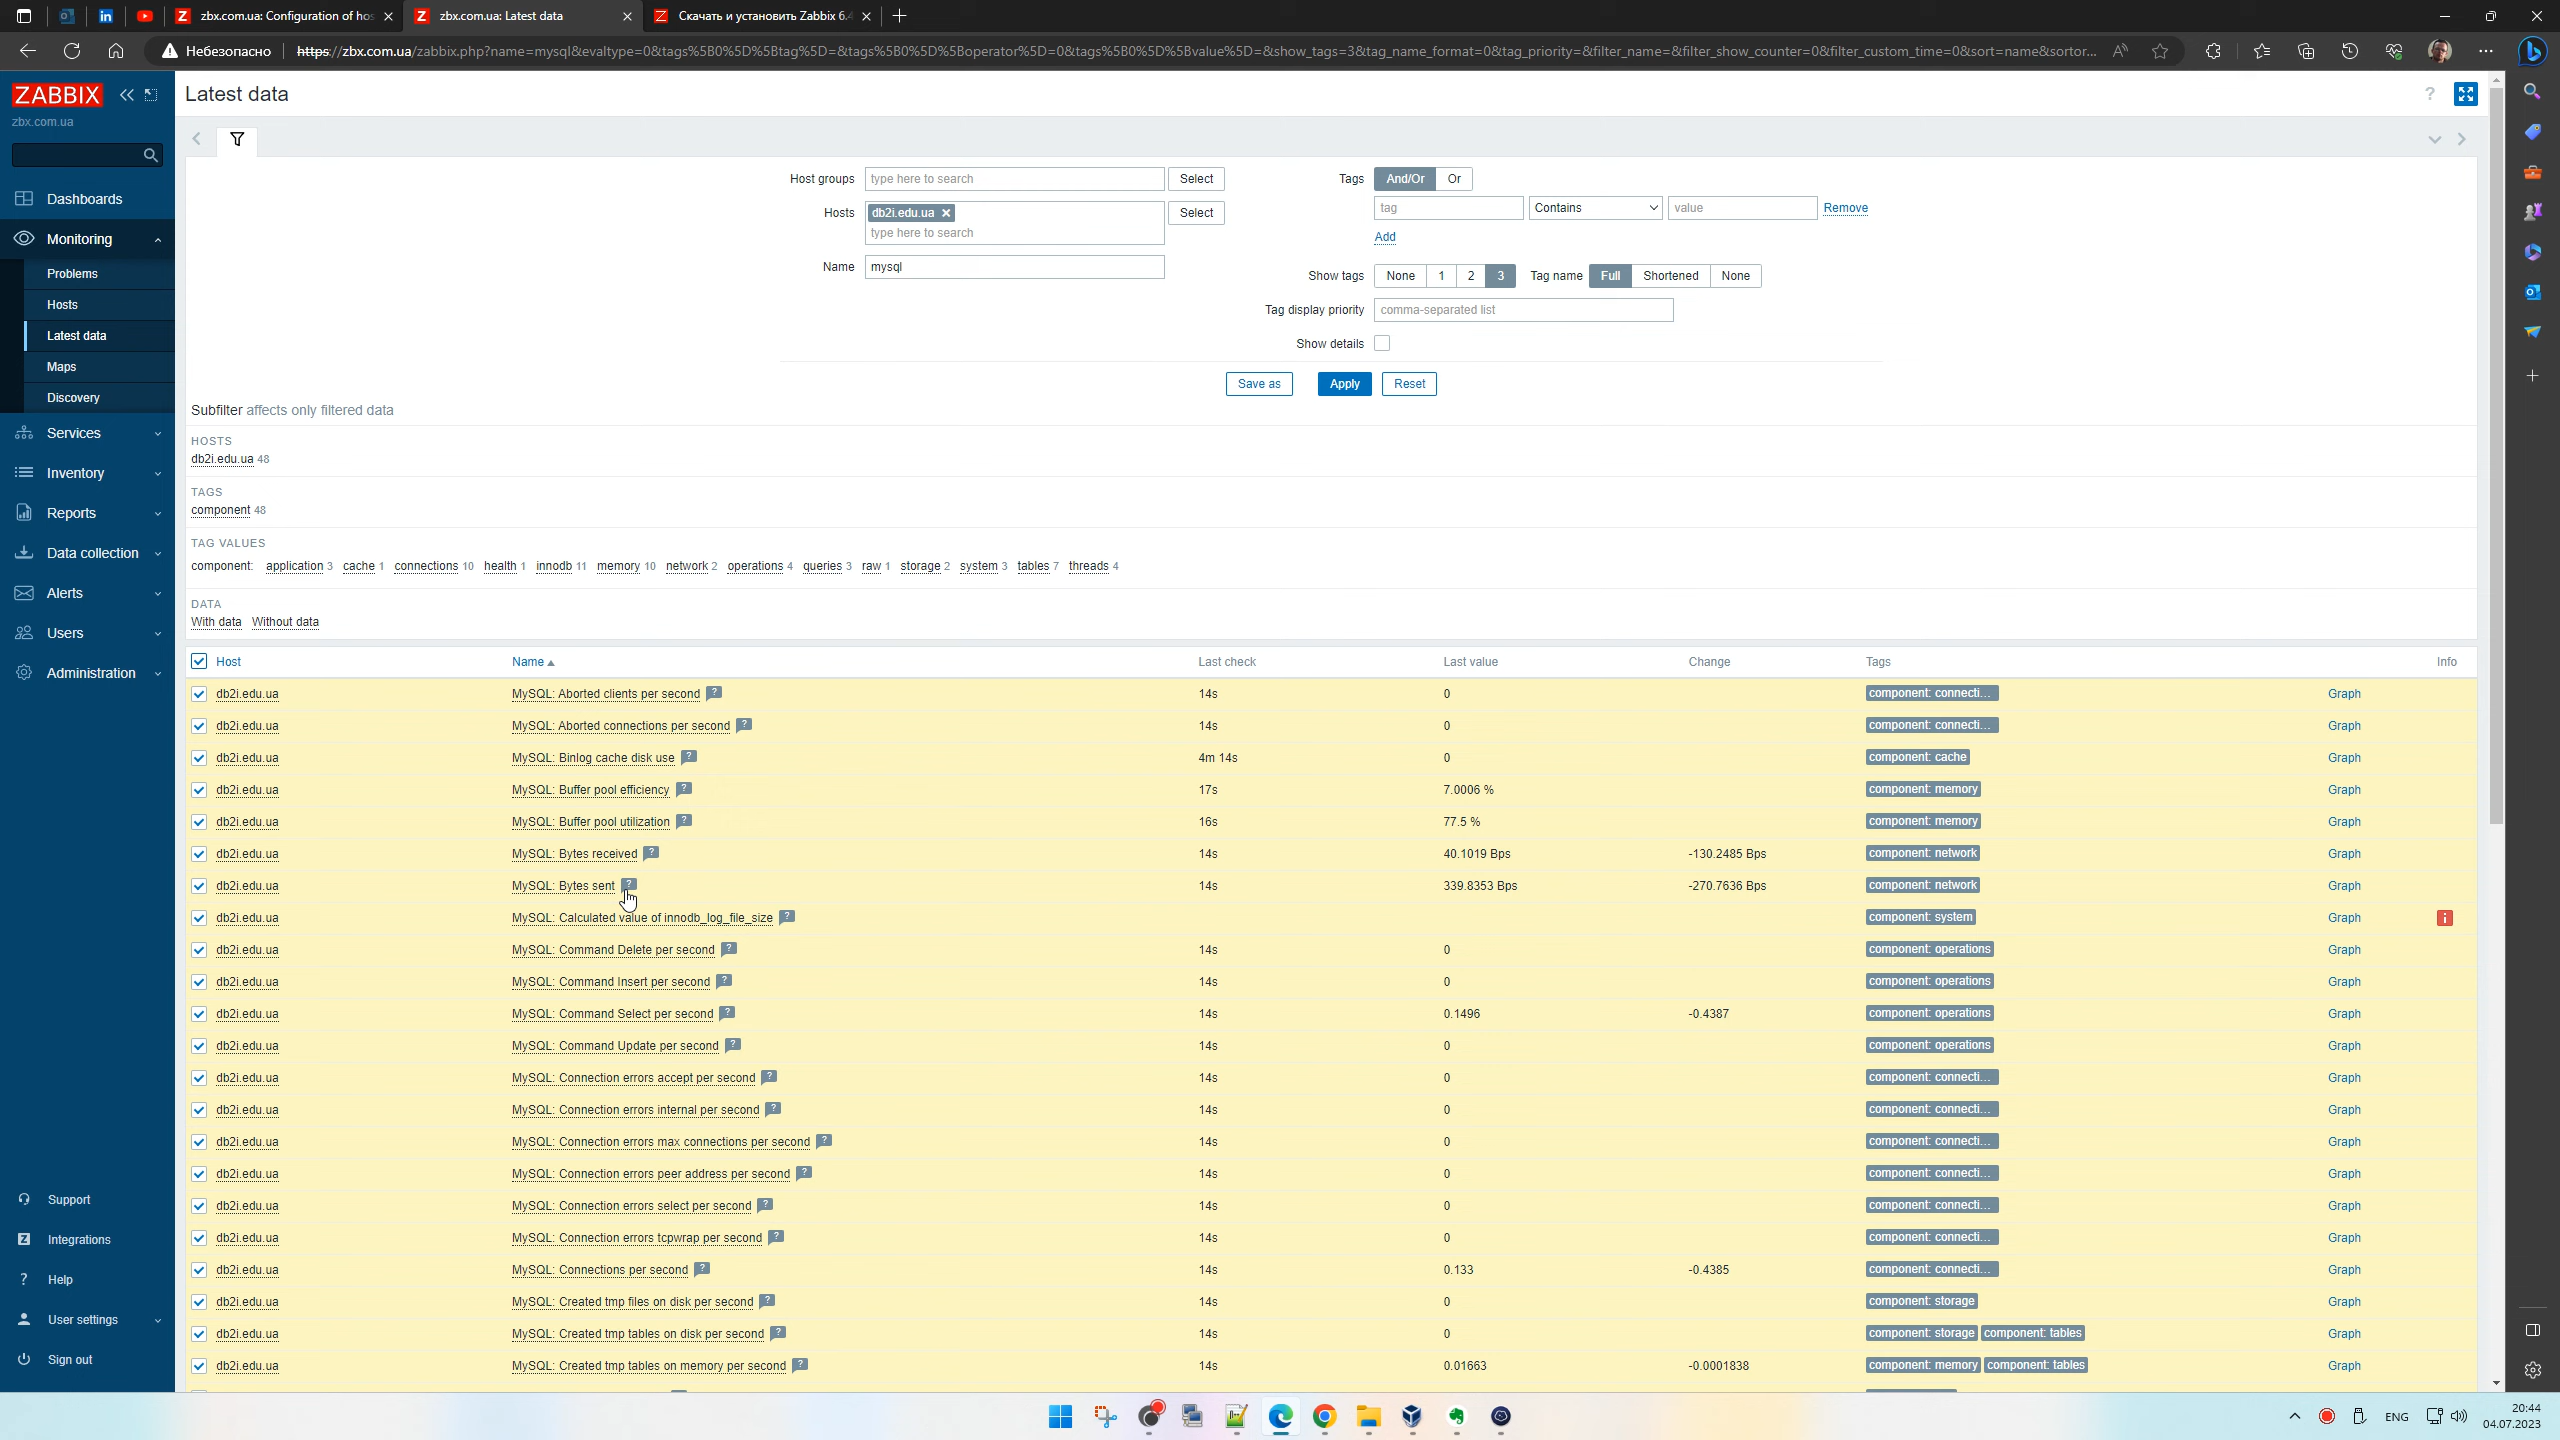 zbx.com.ua: Configuration of hos
zbx.com.ua: Latest data
Скачать и установить Zabbix 6.4
Небезопасно
https://zbx.com.ua/zabbix.php?name=mysql&evaltype=0&tags%5B0%5D%5Btag%5D=&tags%5B0%5D%5Boperator%5D=0&tags%5B0%5D%5Bvalue%5D=&show_tags=3&tag_name_format=0&tag_priority=&filter_name=&filter_show_counter=0&filter_custom_time=0&sort=name&sortor...
ZABBIX
zbx.com.ua
Dashboards
Monitoring
Problems
Hosts
Latest data
Maps
Discovery
Services
Inventory
Reports
Data collection
Alerts
Users
Administration
Support
Integrations
Help
User settings
Sign out
Latest data
Host groups type here to search Select
Hosts db2i.edu.ua Select
type here to search
Name mysql
Tags And/Or Or
tag Contains value Remove
Add
Show tags None 1 2 3 Tag name Full Shortened None
Tag display priority comma-separated list
Show details
Save as Apply Reset
Subfilter affects only filtered data
HOSTS
db2i.edu.ua 48
TAGS
component 48
TAG VALUES
component: application 3 cache 1 connections 10 health 1 innodb 11 memory 10 network 2 operations 4 queries 3 raw 1 storage 2 system 3 tables 7 threads 4
DATA
With data Without data
Host Name Last check Last value Change Tags Info
db2i.edu.ua MySQL: Aborted clients per second ? 14s 0 component: connecti... Graph
db2i.edu.ua MySQL: Aborted connections per second ? 14s 0 component: connecti... Graph
db2i.edu.ua MySQL: Binlog cache disk use ? 4m 14s 0 component: cache Graph
db2i.edu.ua MySQL: Buffer pool efficiency ? 17s 7.0006 % component: memory Graph
db2i.edu.ua MySQL: Buffer pool utilization ? 16s 77.5 % component: memory Graph
db2i.edu.ua MySQL: Bytes received ? 14s 40.1019 Bps -130.2485 Bps component: network Graph
db2i.edu.ua MySQL: Bytes sent ? 14s 339.8353 Bps -270.7636 Bps component: network Graph
db2i.edu.ua MySQL: Calculated value of innodb_log_file_size ? component: system Graph i
db2i.edu.ua MySQL: Command Delete per second ? 14s 0 component: operations Graph
db2i.edu.ua MySQL: Command Insert per second ? 14s 0 component: operations Graph
db2i.edu.ua MySQL: Command Select per second ? 14s 0.1496 -0.4387 component: operations Graph
db2i.edu.ua MySQL: Command Update per second ? 14s 0 component: operations Graph
db2i.edu.ua MySQL: Connection errors accept per second ? 14s 0 component: connecti... Graph
db2i.edu.ua MySQL: Connection errors internal per second ? 14s 0 component: connecti... Graph
db2i.edu.ua MySQL: Connection errors max connections per second ? 14s 0 component: connecti... Graph
db2i.edu.ua MySQL: Connection errors peer address per second ? 14s 0 component: connecti... Graph
db2i.edu.ua MySQL: Connection errors select per second ? 14s 0 component: connecti... Graph
db2i.edu.ua MySQL: Connection errors tcpwrap per second ? 14s 0 component: connecti... Graph
db2i.edu.ua MySQL: Connections per second ? 14s 0.133 -0.4385 component: connecti... Graph
db2i.edu.ua MySQL: Created tmp files on disk per second ? 14s 0 component: storage Graph
db2i.edu.ua MySQL: Created tmp tables on disk per second ? 14s 0 component: storage component: tables Graph
db2i.edu.ua MySQL: Created tmp tables on memory per second ? 14s 0.01663 -0.0001838 component: memory component: tables Graph
ENG
20:44
04.07.2023